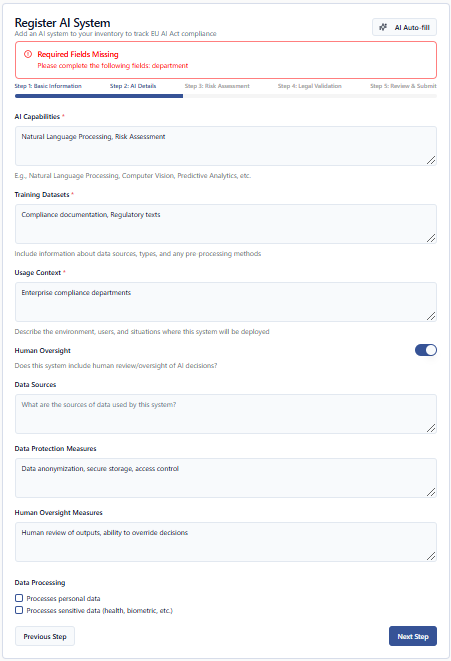 Register AI System
Add an AI system to your inventory to track EU AI Act compliance
AI Auto-fill
Required Fields Missing
Please complete the following fields: department
Step 1: Basic Information
Step 2: AI Details
Step 3: Risk Assessment
Step 4: Legal Validation
Step 5: Review & Submit
AI Capabilities *
Natural Language Processing, Risk Assessment
E.g., Natural Language Processing, Computer Vision, Predictive Analytics, etc.
Training Datasets *
Compliance documentation, Regulatory texts
Include information about data sources, types, and any pre-processing methods
Usage Context *
Enterprise compliance departments
Describe the environment, users, and situations where this system will be deployed
Human Oversight
Does this system include human review/oversight of AI decisions?
Data Sources
What are the sources of data used by this system?
Data Protection Measures
Data anonymization, secure storage, access control
Human Oversight Measures
Human review of outputs, ability to override decisions
Data Processing
Processes personal data
Processes sensitive data (health, biometric, etc.)
Previous Step
Next Step